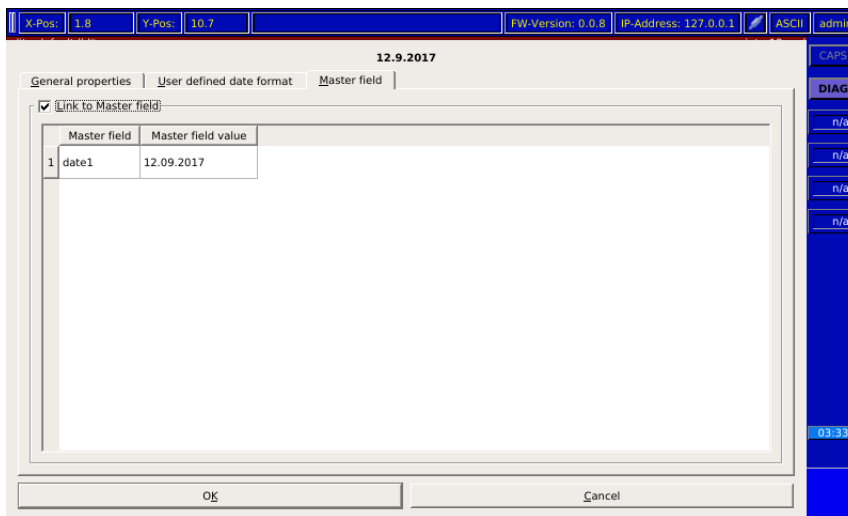 X-Pos: 1.8 Y-Pos: 10.7 FW-Version: 0.0.8 IP-Address: 127.0.0.1 ASCII admi
12.9.2017
CAPS
General properties User defined date format Master field
DIAG
Link to Master field
Master field Master field value
n/a
1 date1 12.09.2017
n/a
n/a
n/a
03:33
OK Cancel